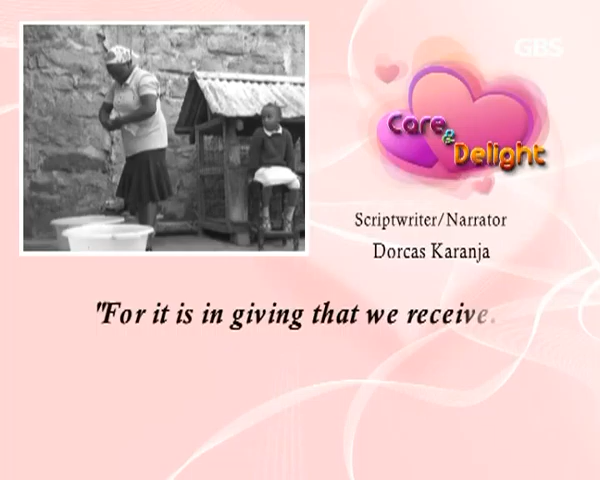 GBS
Care
&
Delight
Scriptwriter/Narrator
Dorcas Karanja
"For it is in giving that we receive.